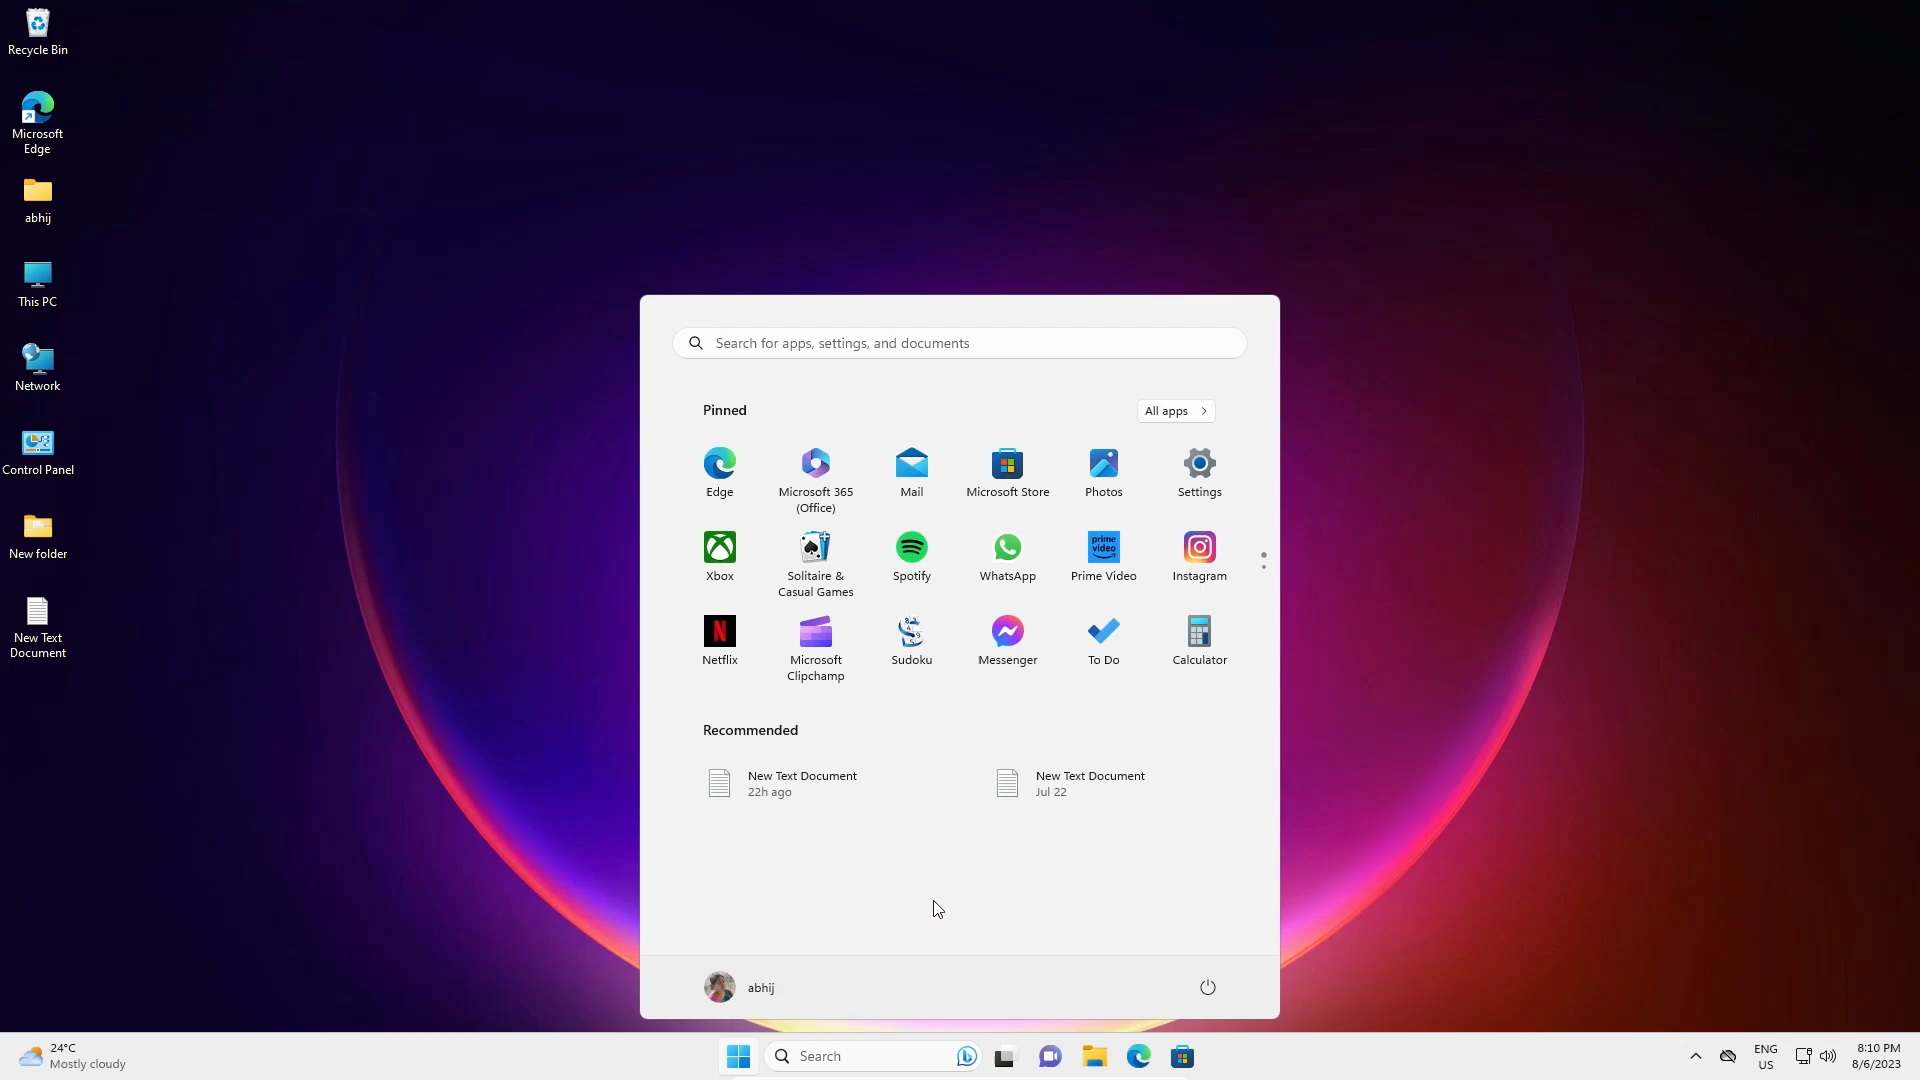 Recycle Bin
Microsoft
Edge
abhij
This PC
Network
Control Panel
New folder
New Text
Document
Search for apps, settings, and documents
Pinned
All apps
Edge
Microsoft 365
(Office)
Mail
Microsoft Store
Photos
Settings
Xbox
Solitaire &
Casual Games
Spotify
WhatsApp
prime
video
Prime Video
Instagram
Netflix
Microsoft
Clipchamp
Sudoku
Messenger
To Do
Calculator
Recommended
New Text Document
22h ago
New Text Document
Jul 22
abhij
24°C
Mostly cloudy
Search
ENG
US
8:10 PM
8/6/2023